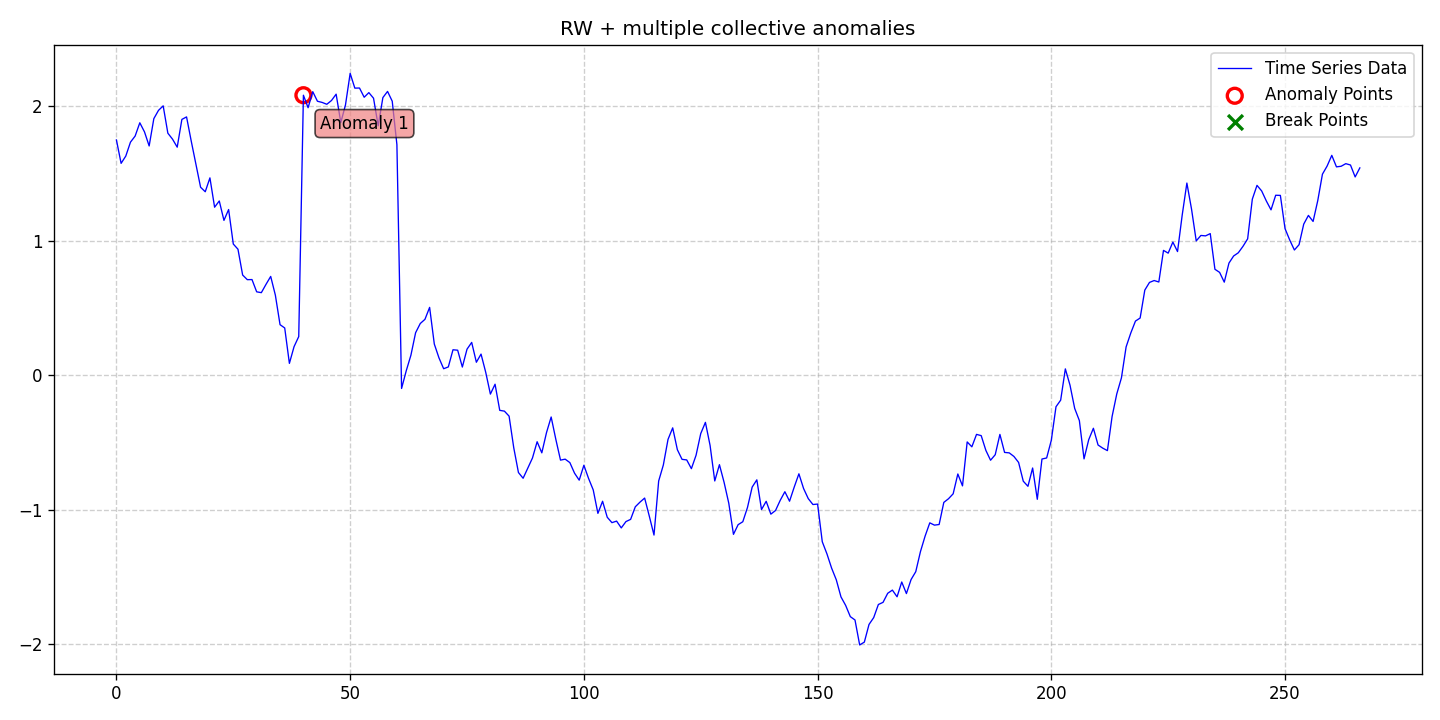 RW + multiple collective anomalies
Time Series Data
Anomaly Points
Break Points
Anomaly 1
2
1
0
−1
−2
0 50 100 150 200 250